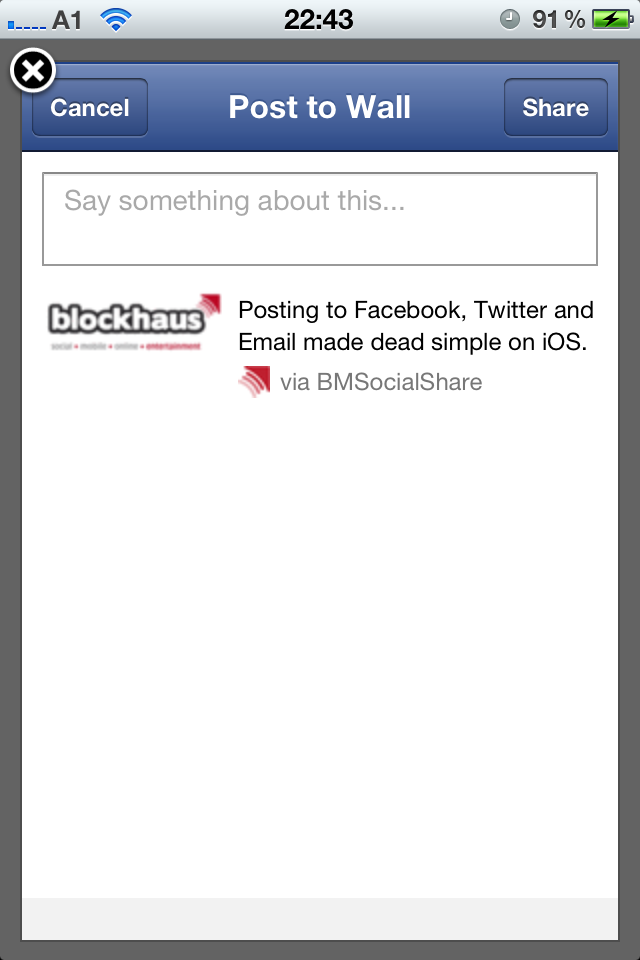 A1 22:43 91 %
Cancel Post to Wall Share
Say something about this...
blockhaus
social • mobile • online • entertainment
Posting to Facebook, Twitter and
Email made dead simple on iOS.
via BMSocialShare